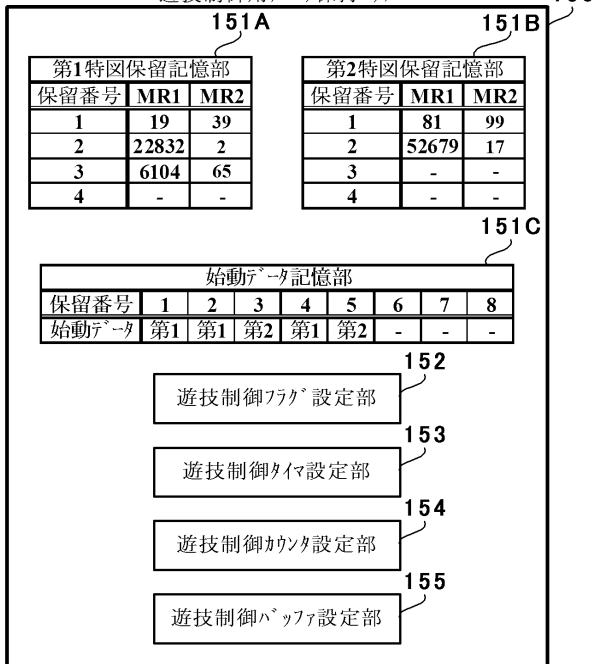 151A
151B
第1特図保留記憶部
保留番号 MR1 MR2
1 19 39
2 22832 2
3 6104 65
4 - -
第2特図保留記憶部
保留番号 MR1 MR2
1 81 99
2 52679 17
3 - -
4 - -
151C
始動ﾃﾞｰﾀ記憶部
保留番号 1 2 3 4 5 6 7 8
始動ﾃﾞｰﾀ 第1 第1 第2 第1 第2 - - -
152
遊技制御ﾌﾗｸﾞ設定部
153
遊技制御ﾀｲﾏ設定部
154
遊技制御ｶｳﾝﾀ設定部
155
遊技制御ﾊﾞｯﾌｧ設定部